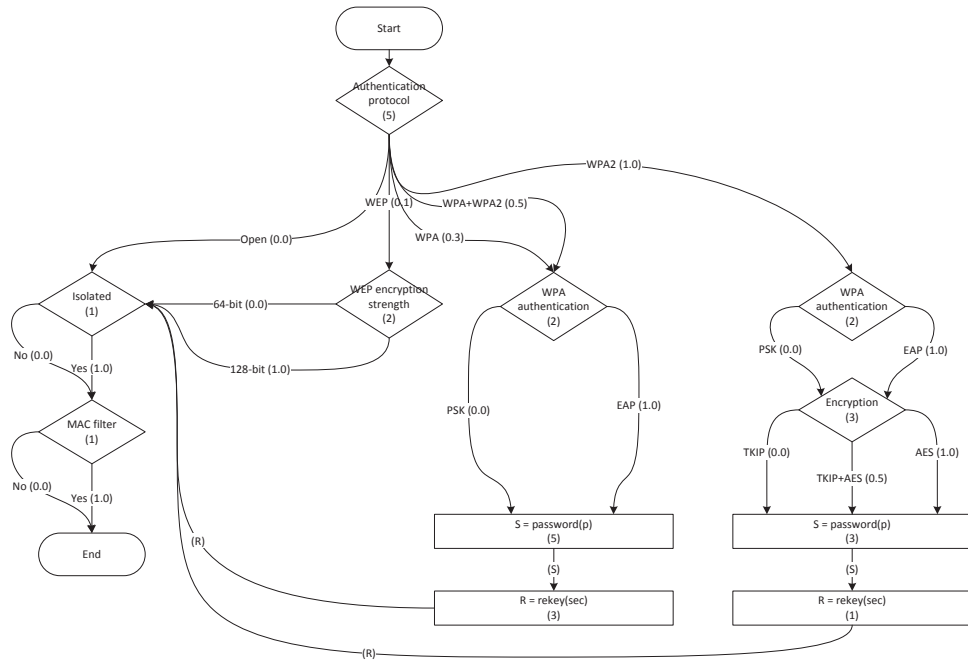 Start
Authentication
protocol
(5)
WPA2 (1.0)
WEP (0.1)
WPA+WPA2 (0.5)
Open (0.0)
WPA (0.3)
Isolated
(1)
64-bit (0.0)
WEP encryption
strength
(2)
WPA
authentication
(2)
WPA
authentication
(2)
No (0.0)
Yes (1.0)
128-bit (1.0)
PSK (0.0)
EAP (1.0)
PSK (0.0)
EAP (1.0)
Encryption
(3)
MAC filter
(1)
TKIP (0.0)
TKIP+AES (0.5)
AES (1.0)
No (0.0)
Yes (1.0)
End
S = password(p)
(5)
S = password(p)
(3)
(R)
(S)
(S)
R = rekey(sec)
(3)
R = rekey(sec)
(1)
(R)